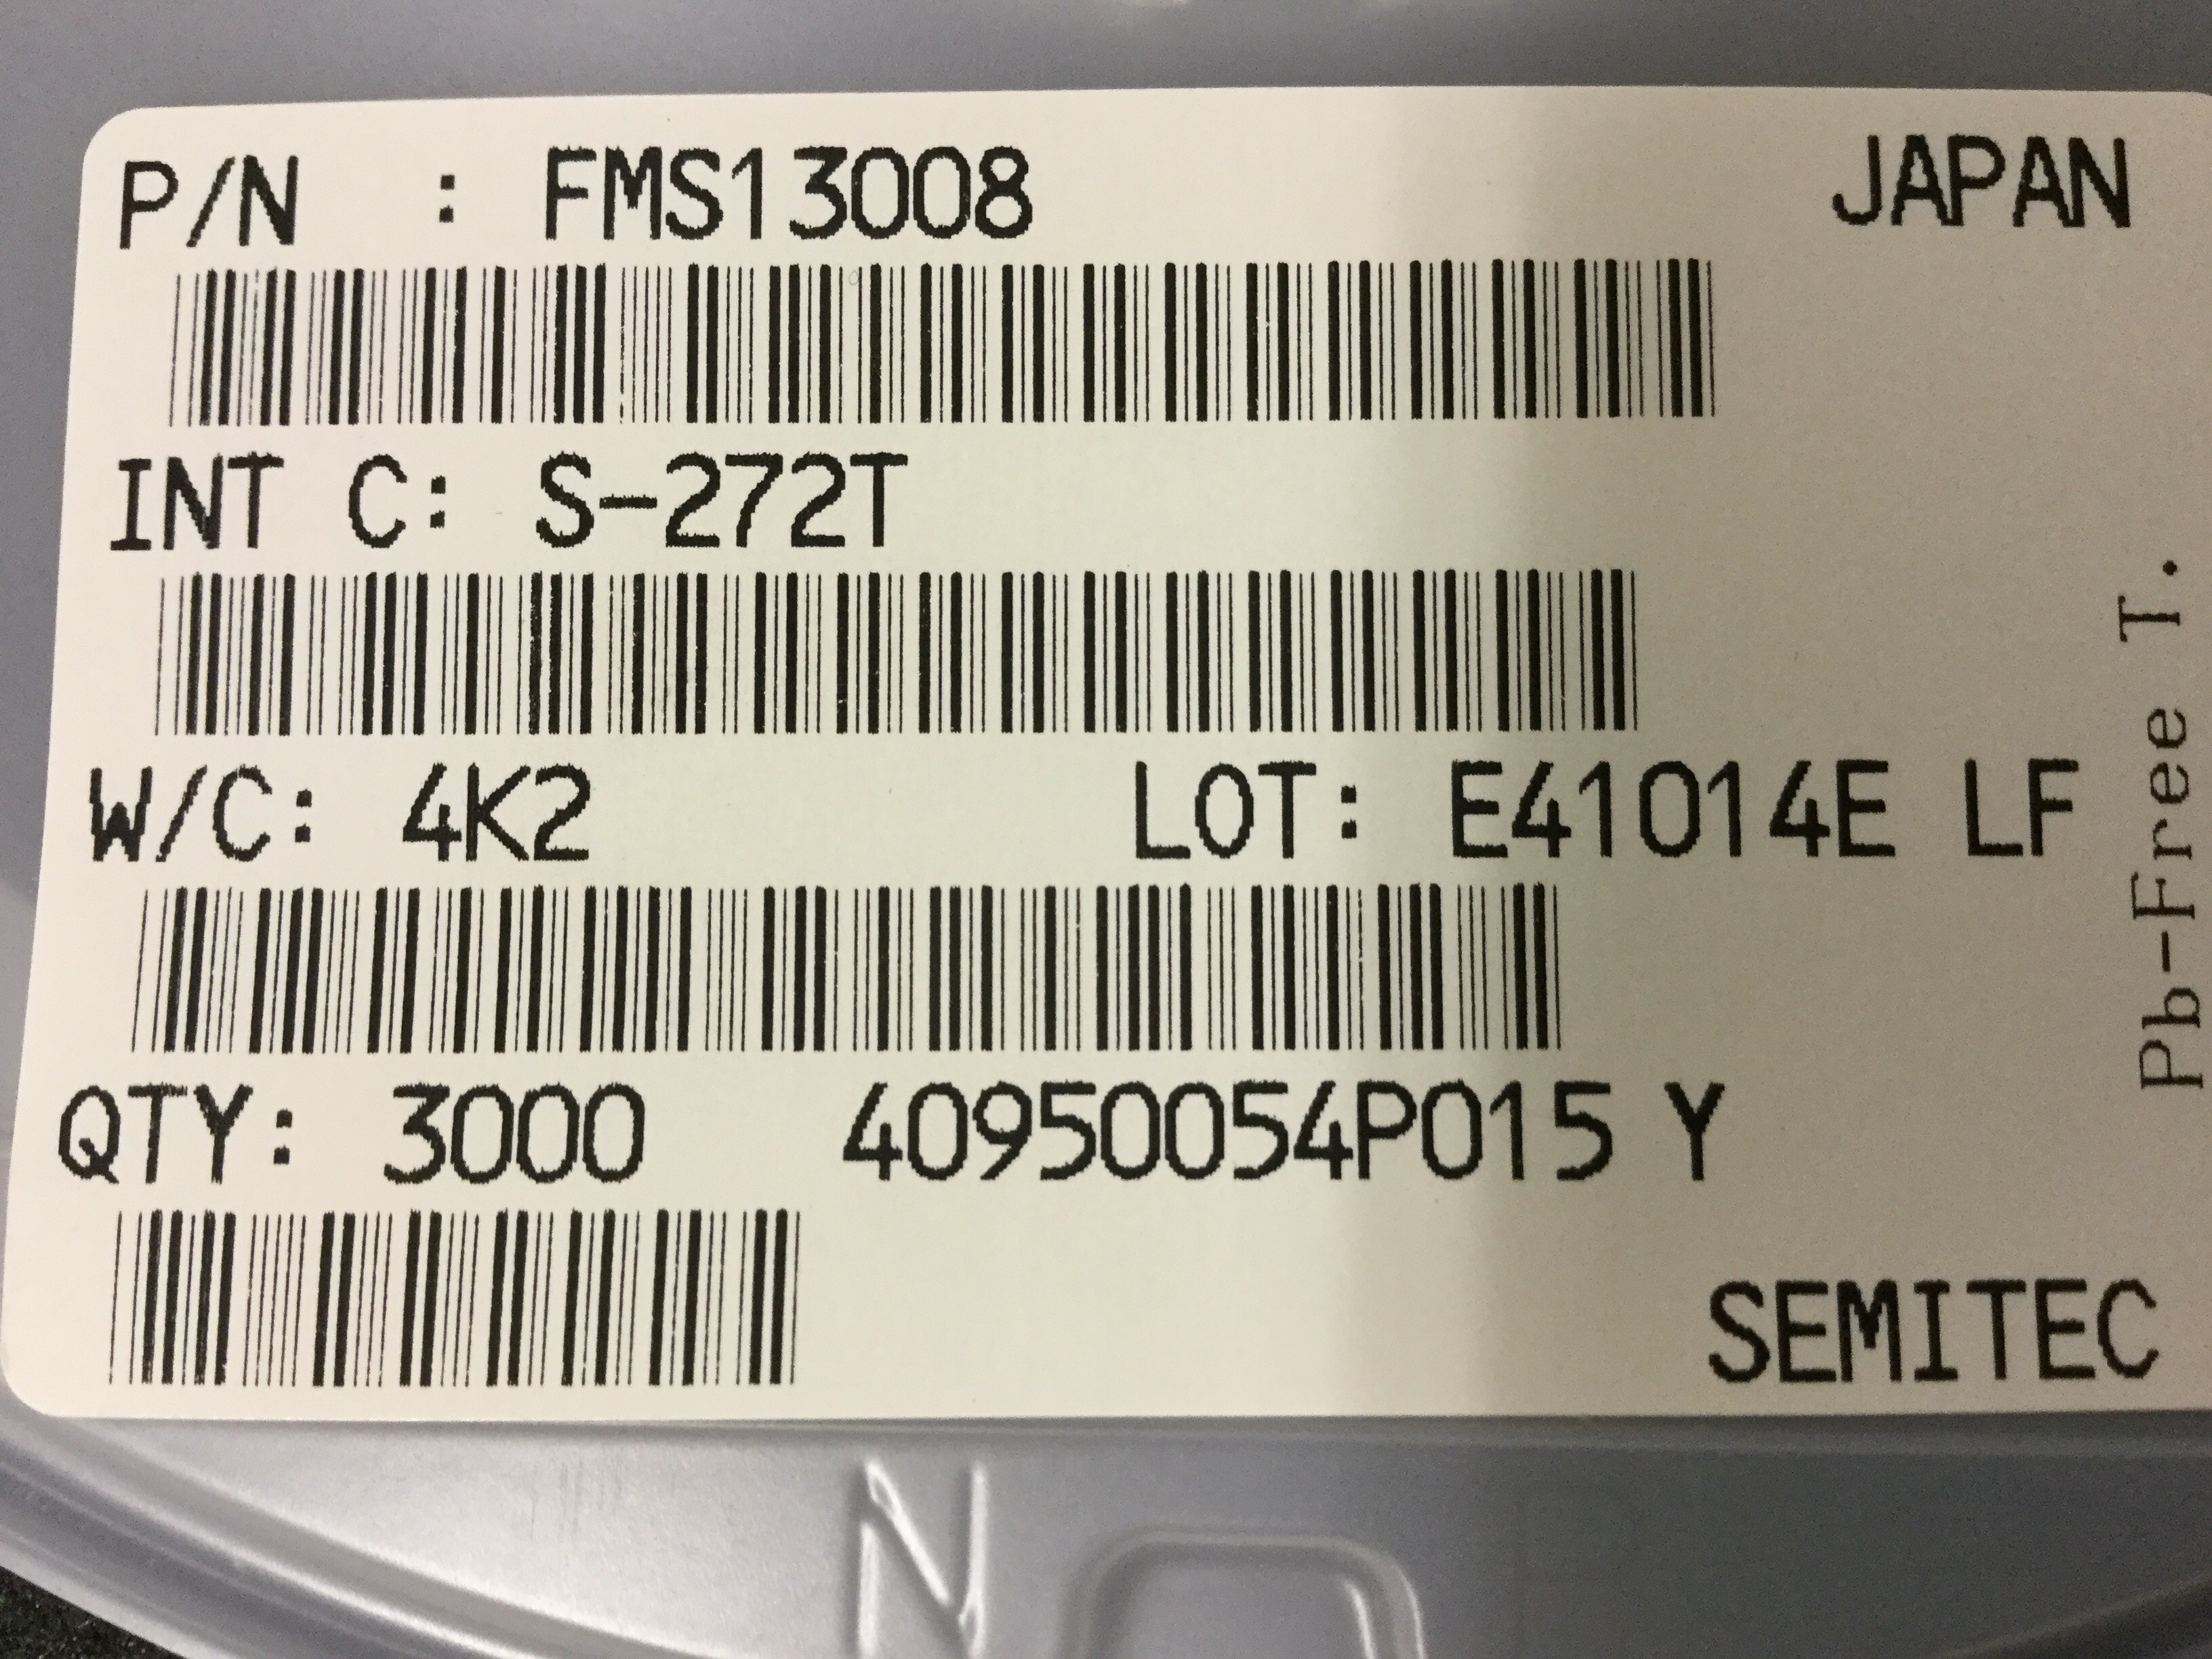 P/N : FMS13008 JAPAN
INT C: S-272T
W/C: 4K2 LOT: E41014E LF
QTY: 3000 40950054P015 Y
SEMITEC
Pb-Free T.
N